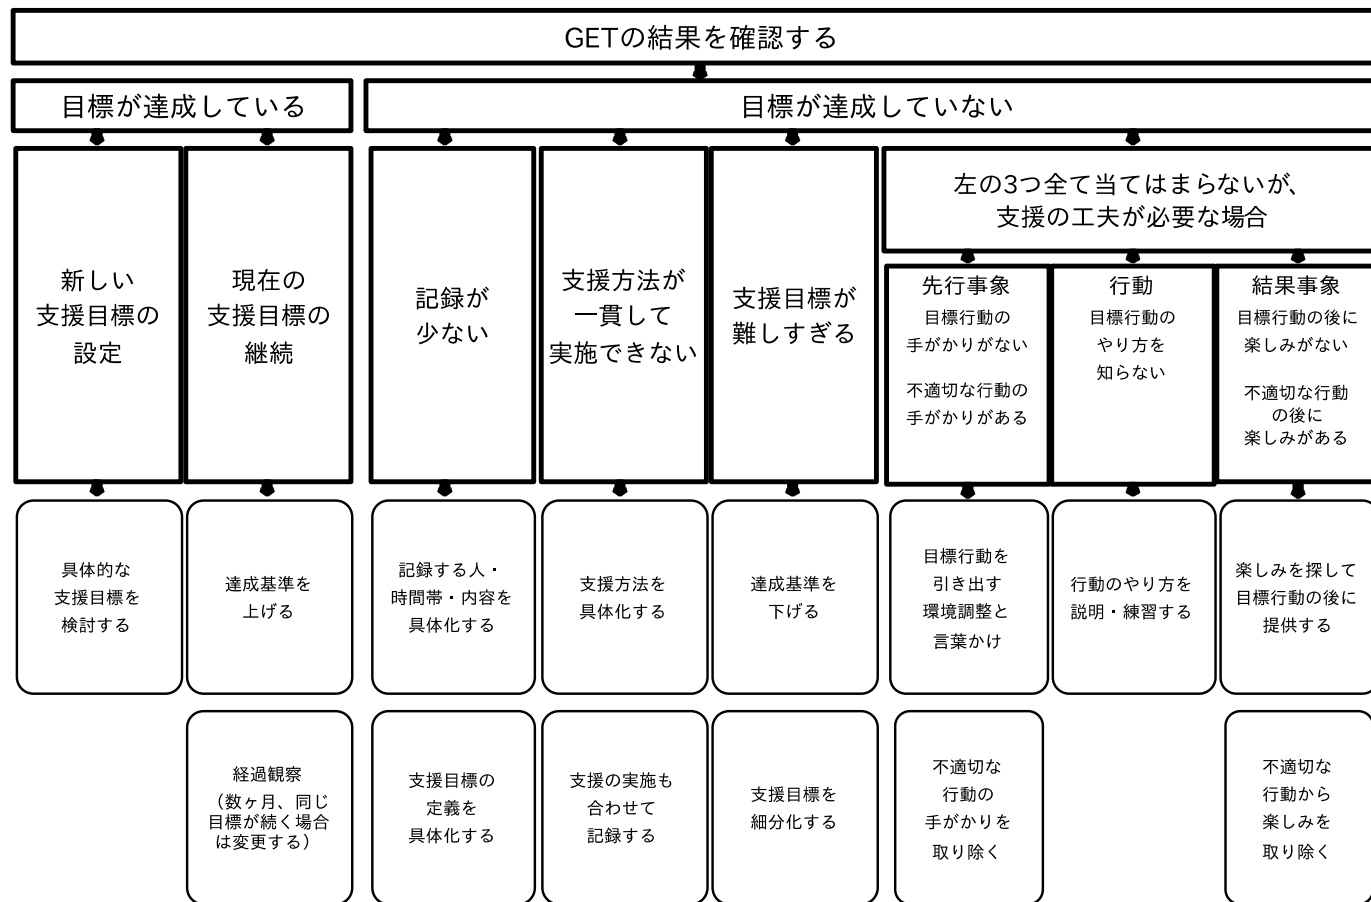 GETの結果を確認する
目標が達成している
目標が達成していない
新しい
支援目標の
設定
現在の
支援目標の
継続
記録が
少ない
支援方法が
一貫して
実施できない
支援目標が
難しすぎる
左の3つ全て当てはまらないが、
支援の工夫が必要な場合
先行事象
目標行動の
手がかりがない
不適切な行動の
手がかりがある
行動
目標行動の
やり方を
知らない
結果事象
目標行動の後に
楽しみがない
不適切な行動
の後に
楽しみがある
具体的な
支援目標を
検討する
達成基準を
上げる
記録する人・
時間帯・内容を
具体化する
支援方法を
具体化する
達成基準を
下げる
目標行動を
引き出す
環境調整と
言葉かけ
行動のやり方を
説明・練習する
楽しみを探して
目標行動の後に
提供する
経過観察
（数ヶ月、同じ
目標が続く場合
は変更する）
支援目標の
定義を
具体化する
支援の実施も
合わせて
記録する
支援目標を
細分化する
不適切な
行動の
手がかりを
取り除く
不適切な
行動から
楽しみを
取り除く